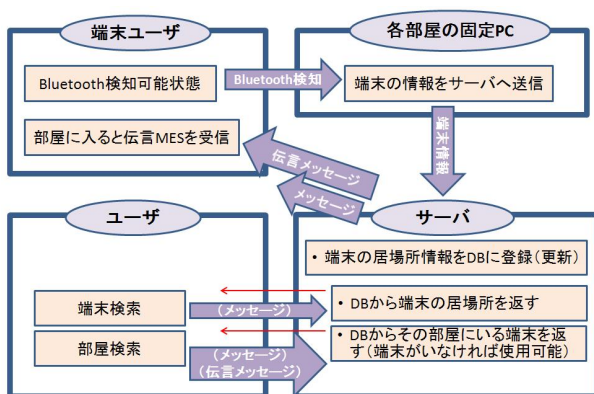 端末ユーザ
各部屋の固定PC
Bluetooth検知可能状態
Bluetooth検知
端末の情報をサーバへ送信
部屋に入ると伝言MESを受信
端末情報
伝言メッセージ
メッセージ
ユーザ
サーバ
• 端末の居場所情報をDBに登録(更新)
端末検索
(メッセージ)
• DBから端末の居場所を返す
部屋検索
(メッセージ)
(伝言メッセージ)
• DBからその部屋にいる端末を返
す(端末がいなければ使用可能)